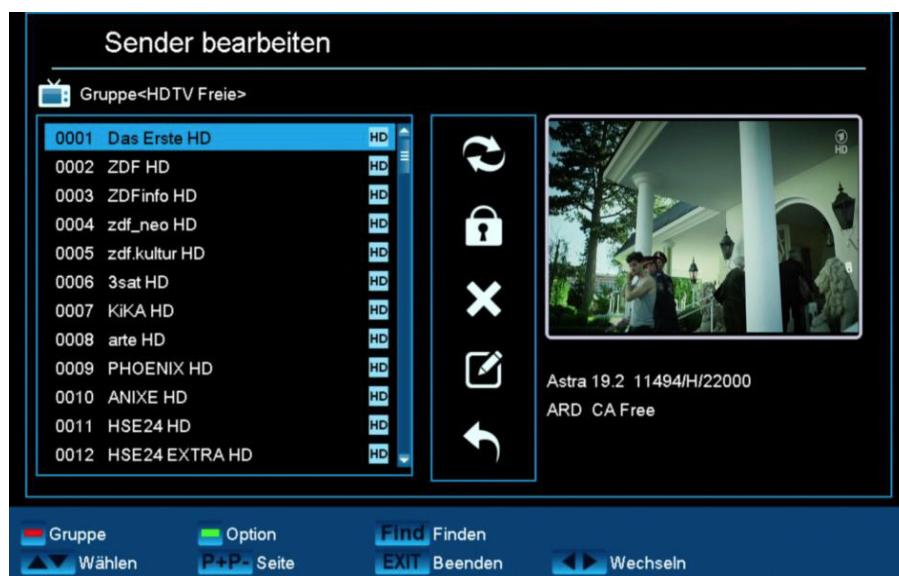 Sender bearbeiten
Gruppe<HDTV Freie>
0001 Das Erste HD HD
0002 ZDF HD HD
0003 ZDFinfo HD HD
0004 zdf_neo HD HD
0005 zdf.kultur HD HD
0006 3sat HD HD
0007 KiKA HD HD
0008 arte HD HD
0009 PHOENIX HD HD
0010 ANIXE HD HD
0011 HSE24 HD HD
0012 HSE24 EXTRA HD HD
HD
Astra 19.2 11494/H/22000
ARD CA Free
Gruppe Option Find Finden
Wählen P+P- Seite EXIT Beenden Wechseln